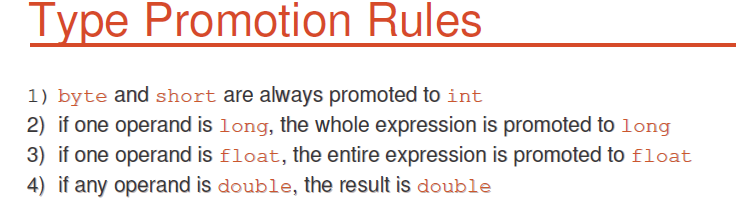 Type Promotion Rules
1) byte and short are always promoted to int
2) if one operand is long, the whole expression is promoted to long
3) if one operand is float, the entire expression is promoted to float
4) if any operand is double, the result is double